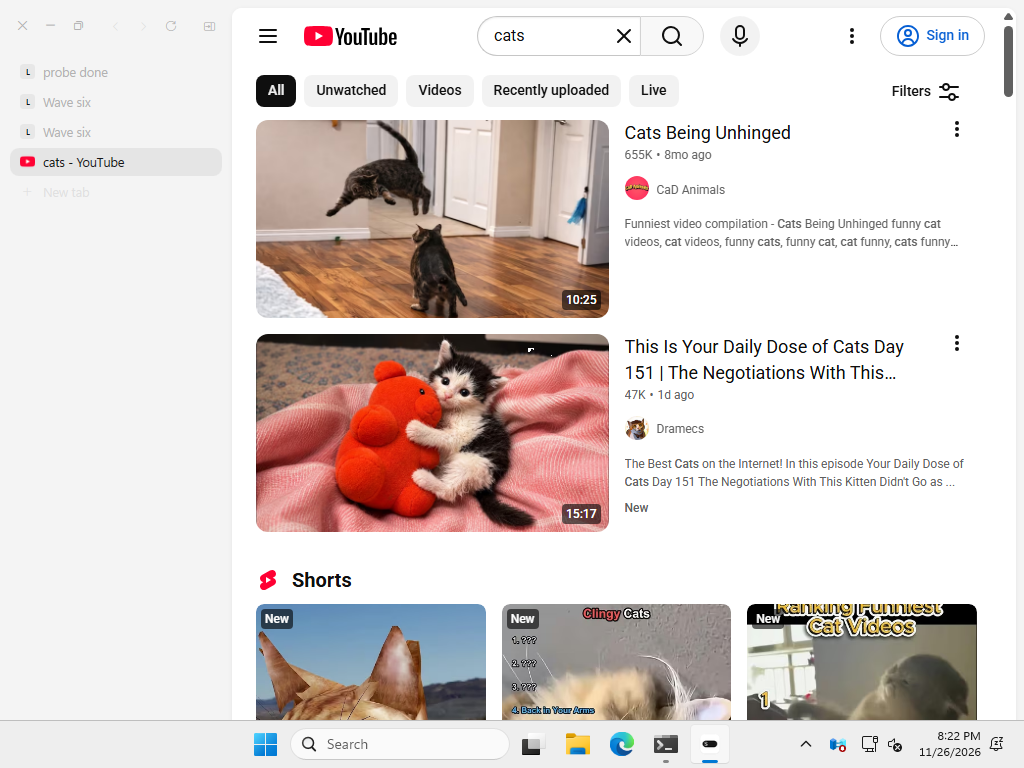 YouTube
cats
Sign in
L probe done
L Wave six
L Wave six
cats - YouTube
New tab
All
Unwatched
Videos
Recently uploaded
Live
Filters
10:25
Cats Being Unhinged
655K • 8mo ago
CaD Animals
Funniest video compilation - Cats Being Unhinged funny cat
videos, cat videos, funny cats, funny cat, cat funny, cats funny…
15:17
This Is Your Daily Dose of Cats Day
151 | The Negotiations With This...
47K • 1d ago
Dramecs
The Best Cats on the Internet! In this episode Your Daily Dose of
Cats Day 151 The Negotiations With This Kitten Didn't Go as ...
New
Shorts
New
New
Clingy Cats
1. ???
2. ???
3. ???
4. Back in Your Arms
New
Ranking Funniest
Cat Videos
1
Search
8:22 PM
11/26/2026